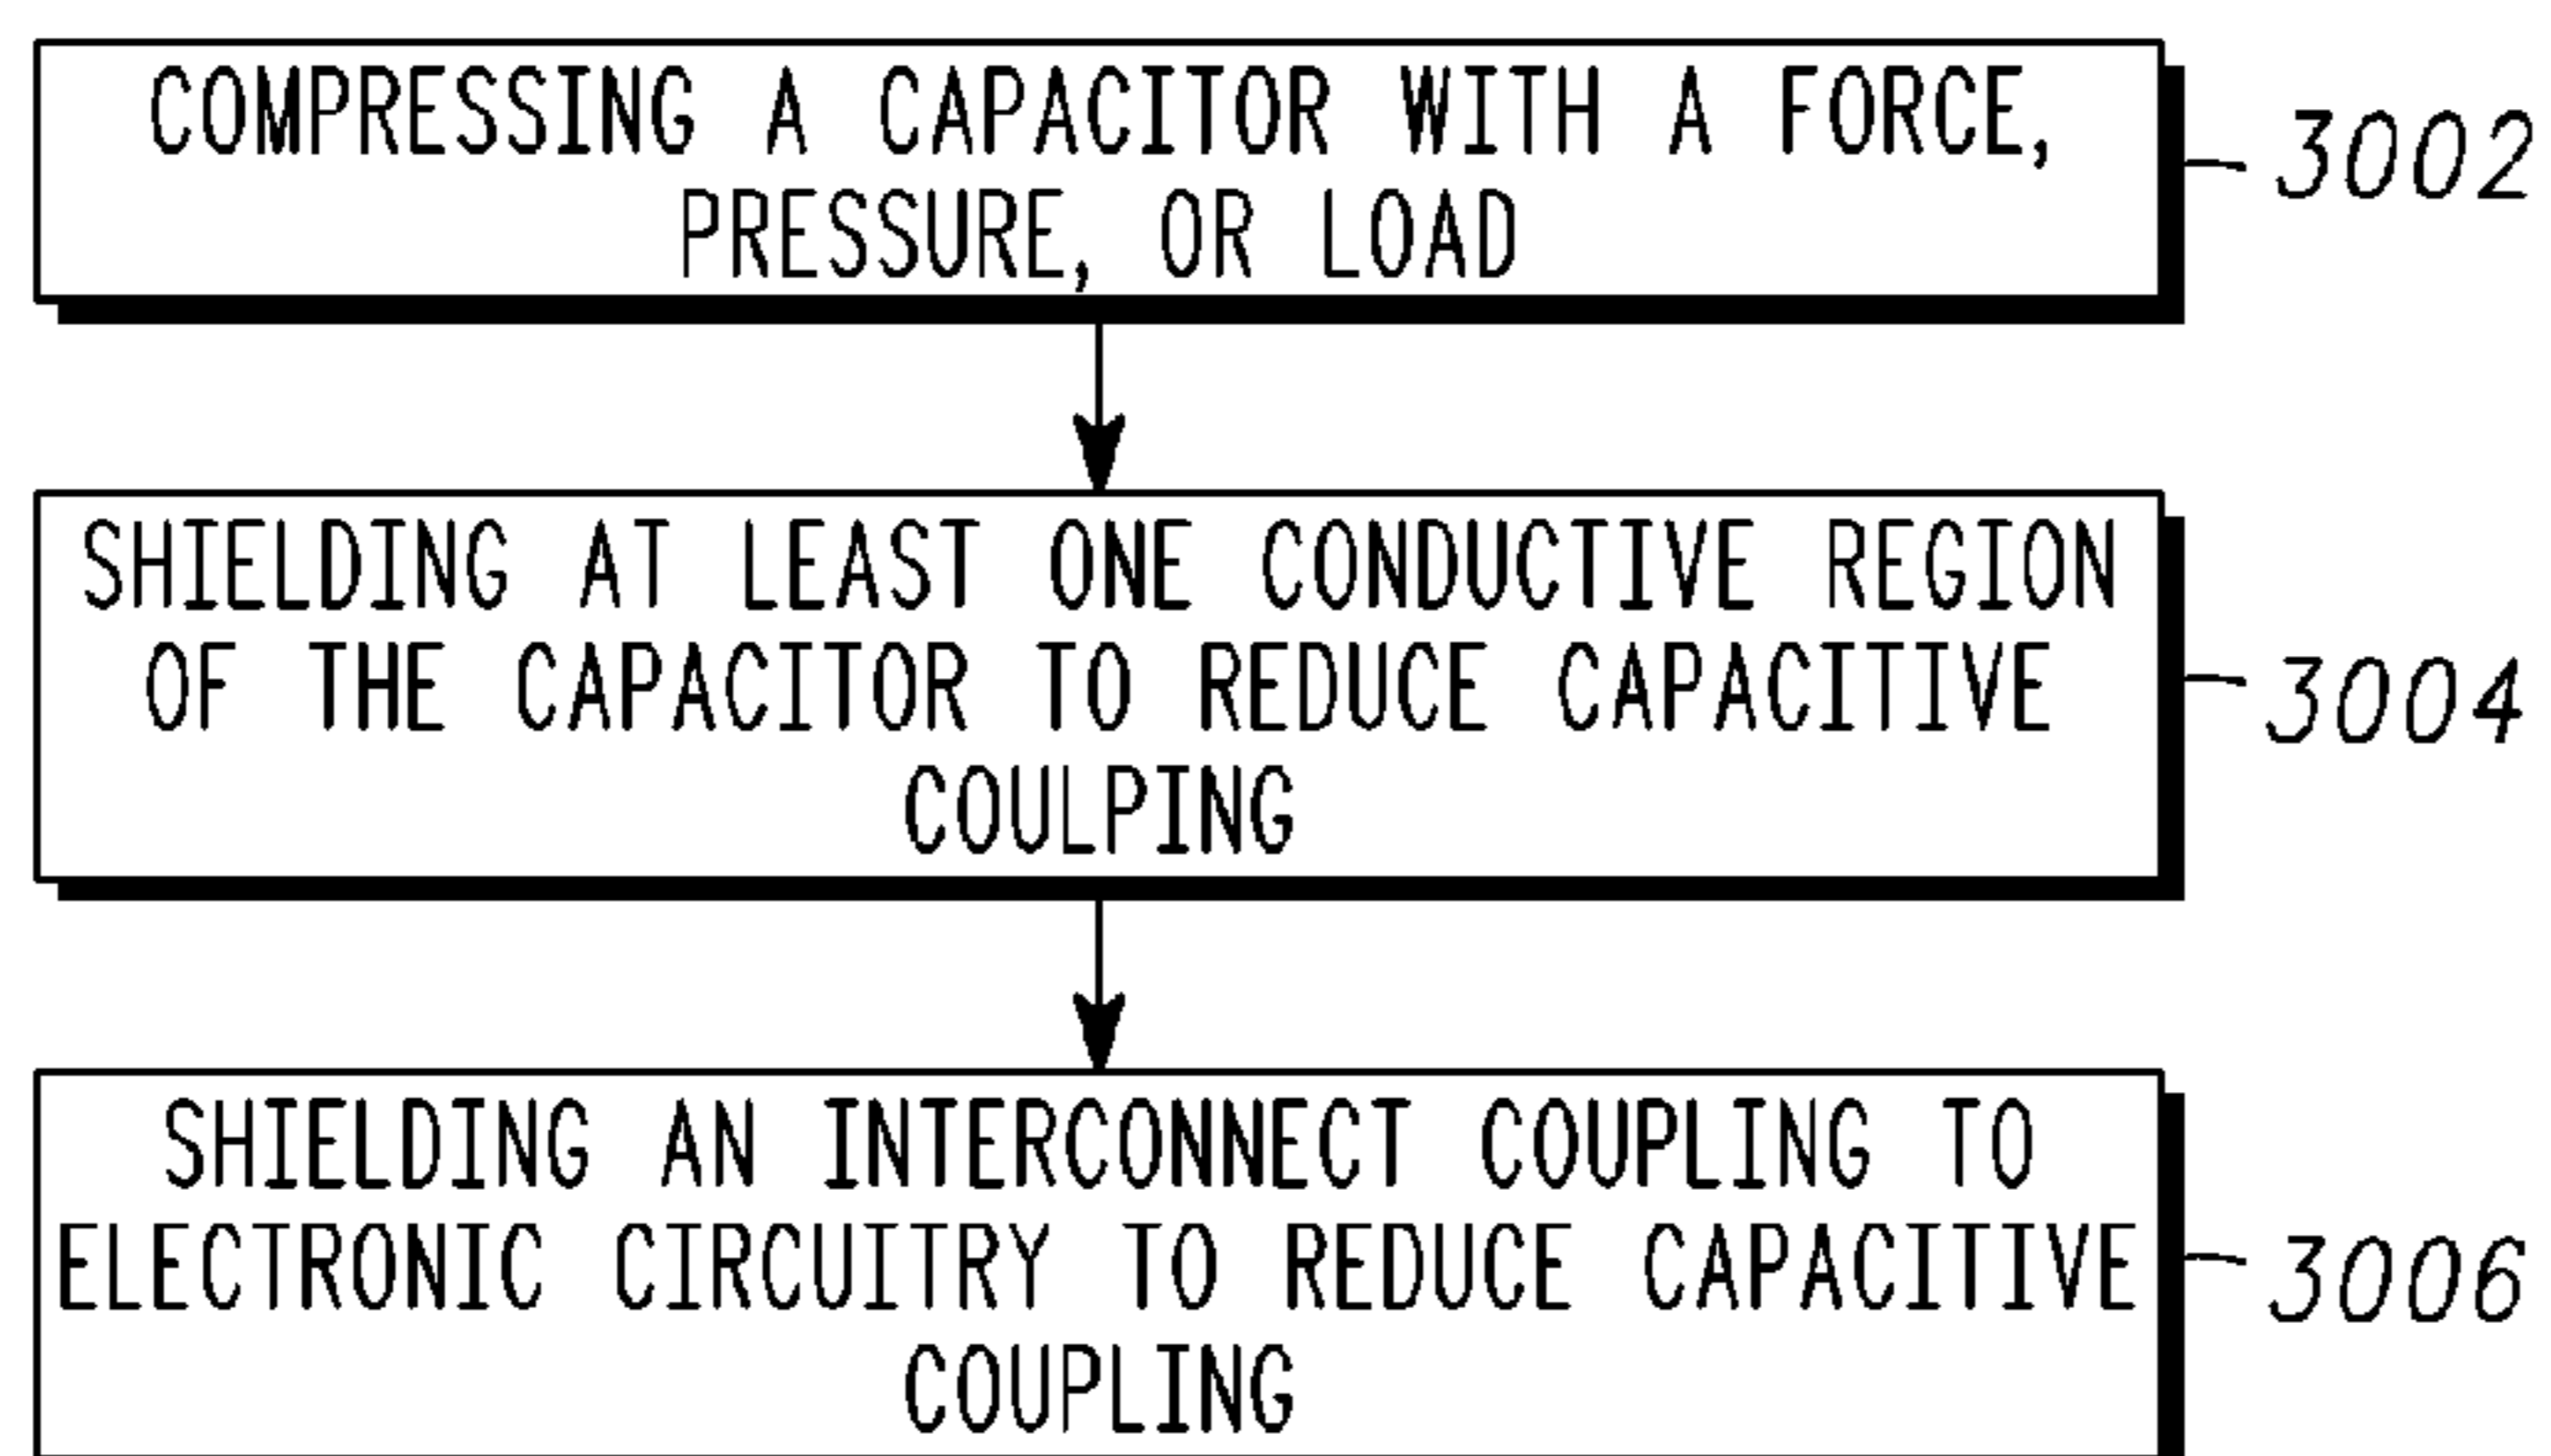 COMPRESSING A CAPACITOR WITH A FORCE,
PRESSURE, OR LOAD
3002
SHIELDING AT LEAST ONE CONDUCTIVE REGION
OF THE CAPACITOR TO REDUCE CAPACITIVE
COULPING
3004
SHIELDING AN INTERCONNECT COUPLING TO
ELECTRONIC CIRCUITRY TO REDUCE CAPACITIVE
COUPLING
3006